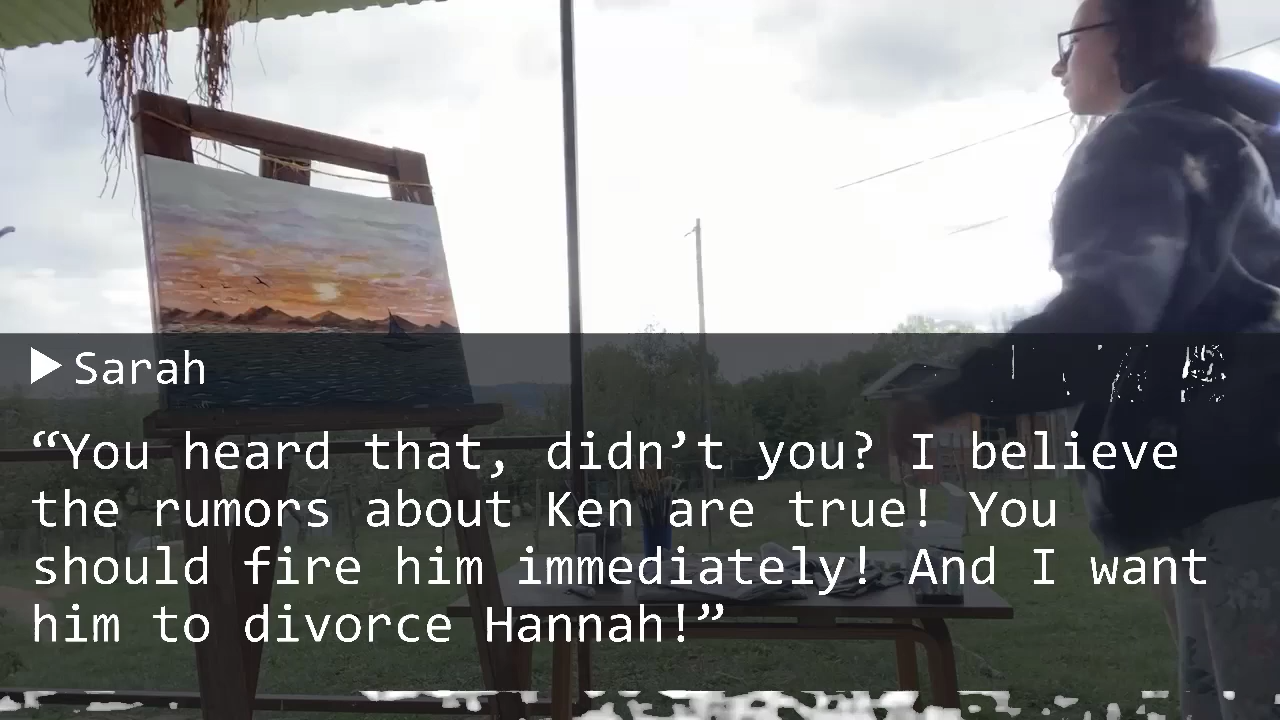 ▶Sarah
“You heard that, didn’t you? I believe
the rumors about Ken are true! You
should fire him immediately! And I want
him to divorce Hannah!”